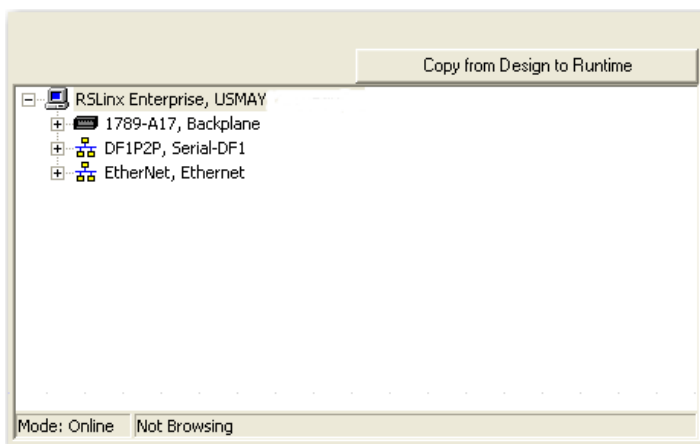 Copy from Design to Runtime
RSLinx Enterprise, USMAY
1789-A17, Backplane
DF1P2P, Serial-DF1
EtherNet, Ethernet
Mode: Online Not Browsing